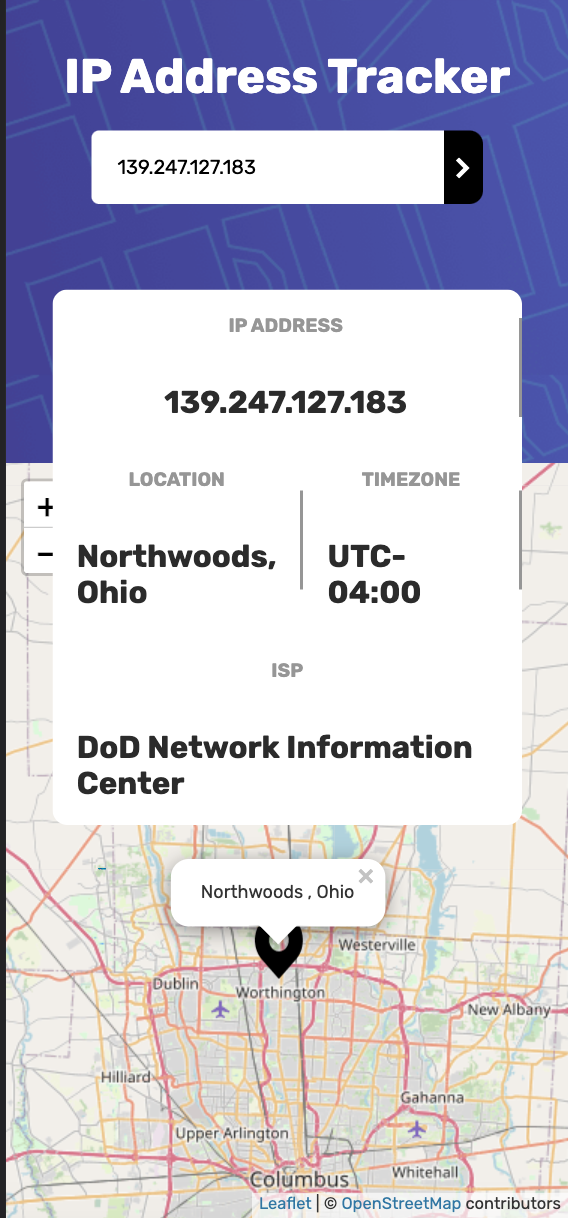 IP Address Tracker
139.247.127.183
IP ADDRESS
139.247.127.183
LOCATION
TIMEZONE
+
−
Northwoods,
Ohio
UTC-
04:00
ISP
DoD Network Information
Center
×
Northwoods , Ohio
Westerville
Dublin
Worthington
New Albany
Hilliard
Gahanna
Upper Arlington
Whitehall
Columbus
Leaflet | © OpenStreetMap contributors